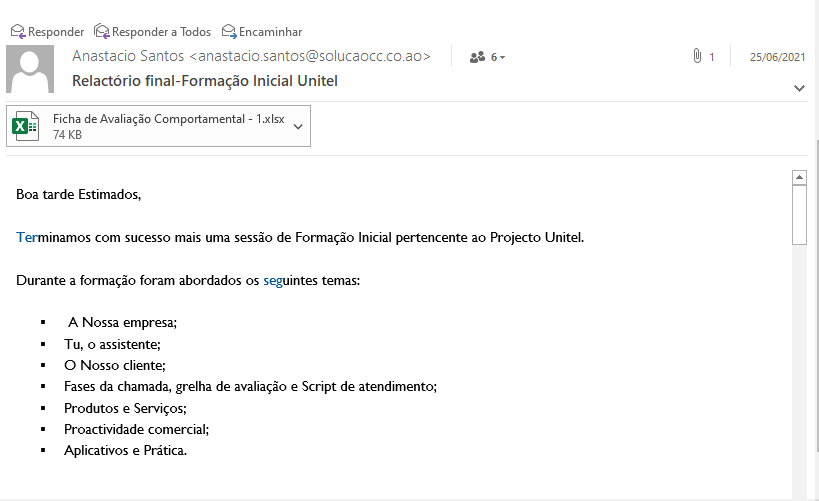 Responder Responder a Todos Encaminhar
Anastacio Santos <anastacio.santos@solucaocc.co.ao> 6 1 25/06/2021
Relactório final-Formação Inicial Unitel
Ficha de Avaliação Comportamental - 1.xlsx
74 KB
Boa tarde Estimados,
Terminamos com sucesso mais uma sessão de Formação Inicial pertencente ao Projecto Unitel.
Durante a formação foram abordados os seguintes temas:
▪ A Nossa empresa;
▪ Tu, o assistente;
▪ O Nosso cliente;
▪ Fases da chamada, grelha de avaliação e Script de atendimento;
▪ Produtos e Serviços;
▪ Proactividade comercial;
▪ Aplicativos e Prática.